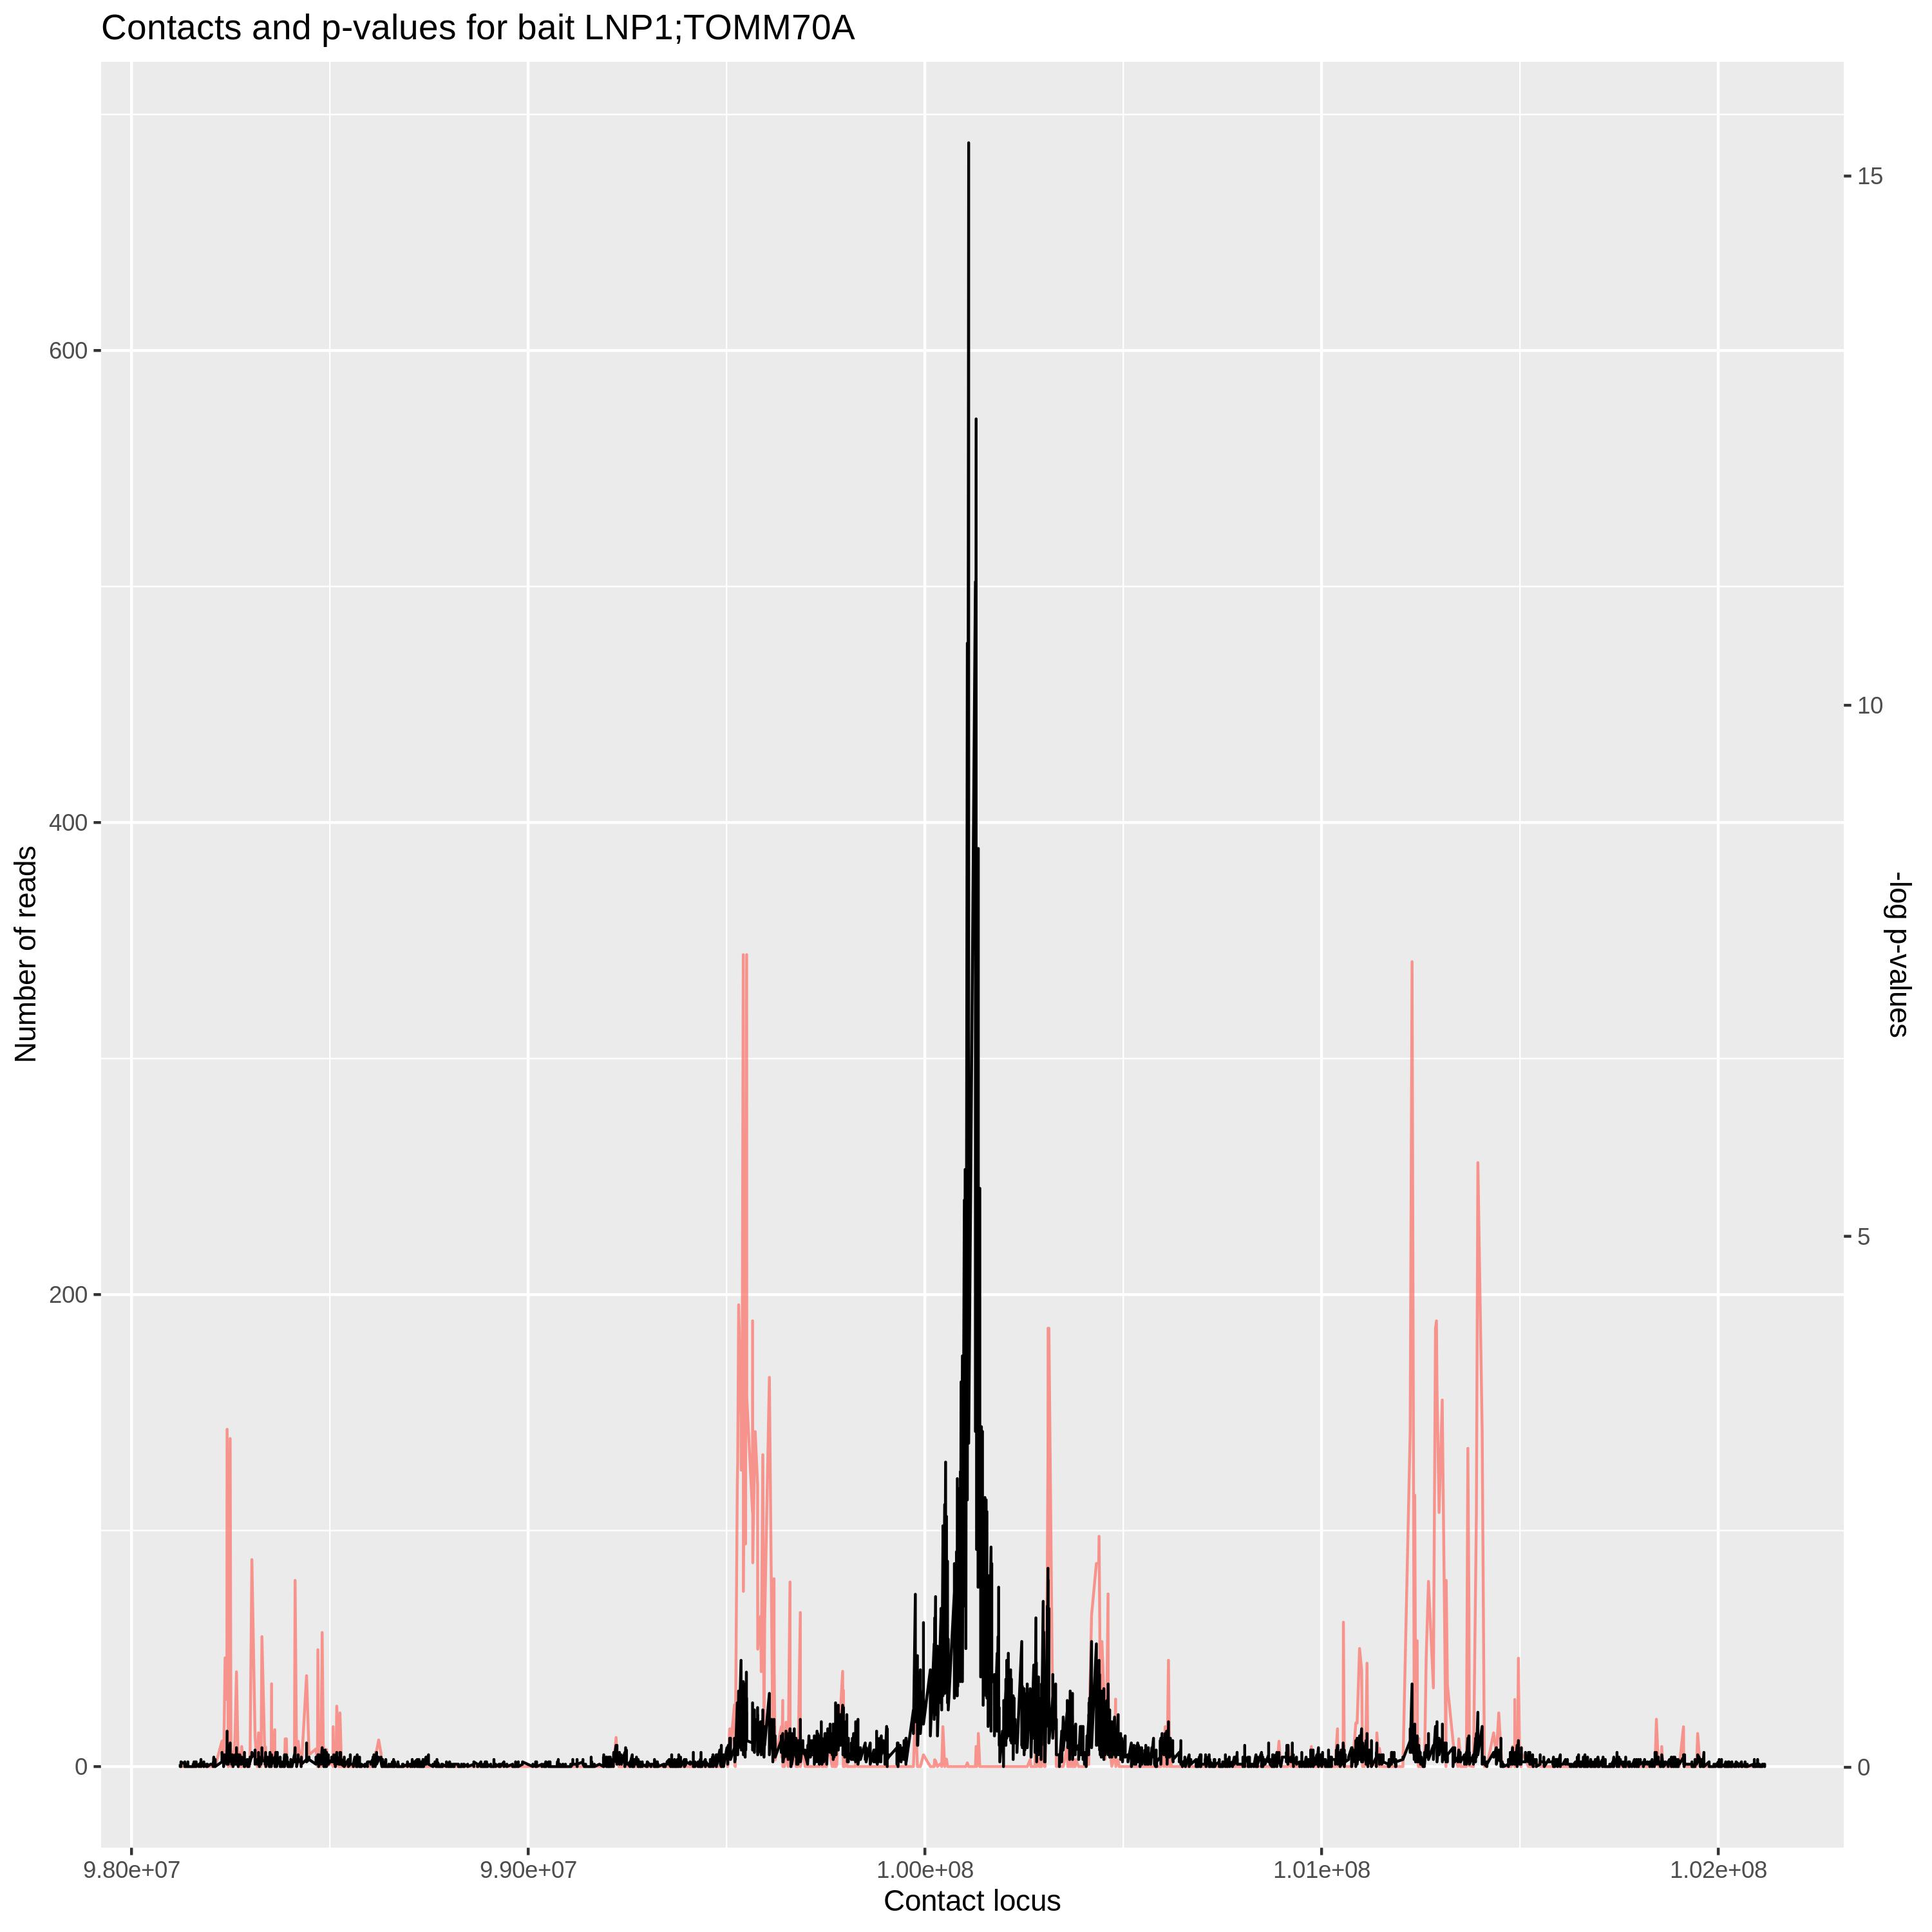 Contacts and p-values for bait LNP1;TOMM70A
600
400
200
0
Number of reads
15
10
5
0
-log p-values
9.80e+07
9.90e+07
1.00e+08
1.01e+08
1.02e+08
Contact locus